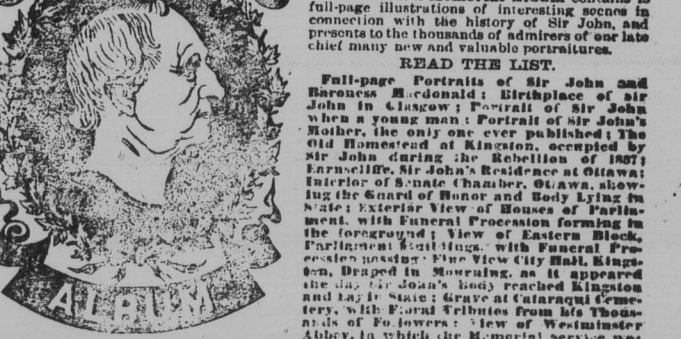 full-page illustrations of interesting scenes in
connection with the history of Sir John, and
presents to the thousands of admirers of our late
chief many new and valuable portraitures.
READ THE LIST.
Full-page Portraits of Sir John and
Baroness Macdonald; Birthplace of Sir
John in Glasgow; Portrait of Sir John
when a young man; Portrait of Sir John's
Mother, the only one ever published; The
Old Homestead at Kingston, occupied by
Sir John during the Rebellion of 1837;
Earnscliffe, Sir John's Residence at Ottawa;
Interior of Senate Chamber, Ottawa, show-
ing the Guard of Honor and Body Lying in
State; Exterior View of Houses of Parlia-
ment, with Funeral Procession forming in
the foreground; View of Eastern Block,
Parliament Buildings, with Funeral Pro-
cession passing; Fine View City Hall, Kings-
ton, Draped in Mourning, as it appeared
the day Sir John's Body reached Kingston
and Lay in State; Grave at Cataraqui Ceme-
tery, with Floral Tributes from his Thous-
ands of Followers; View of Westminster
Abbey, in which the Memorial service was
ALBUM